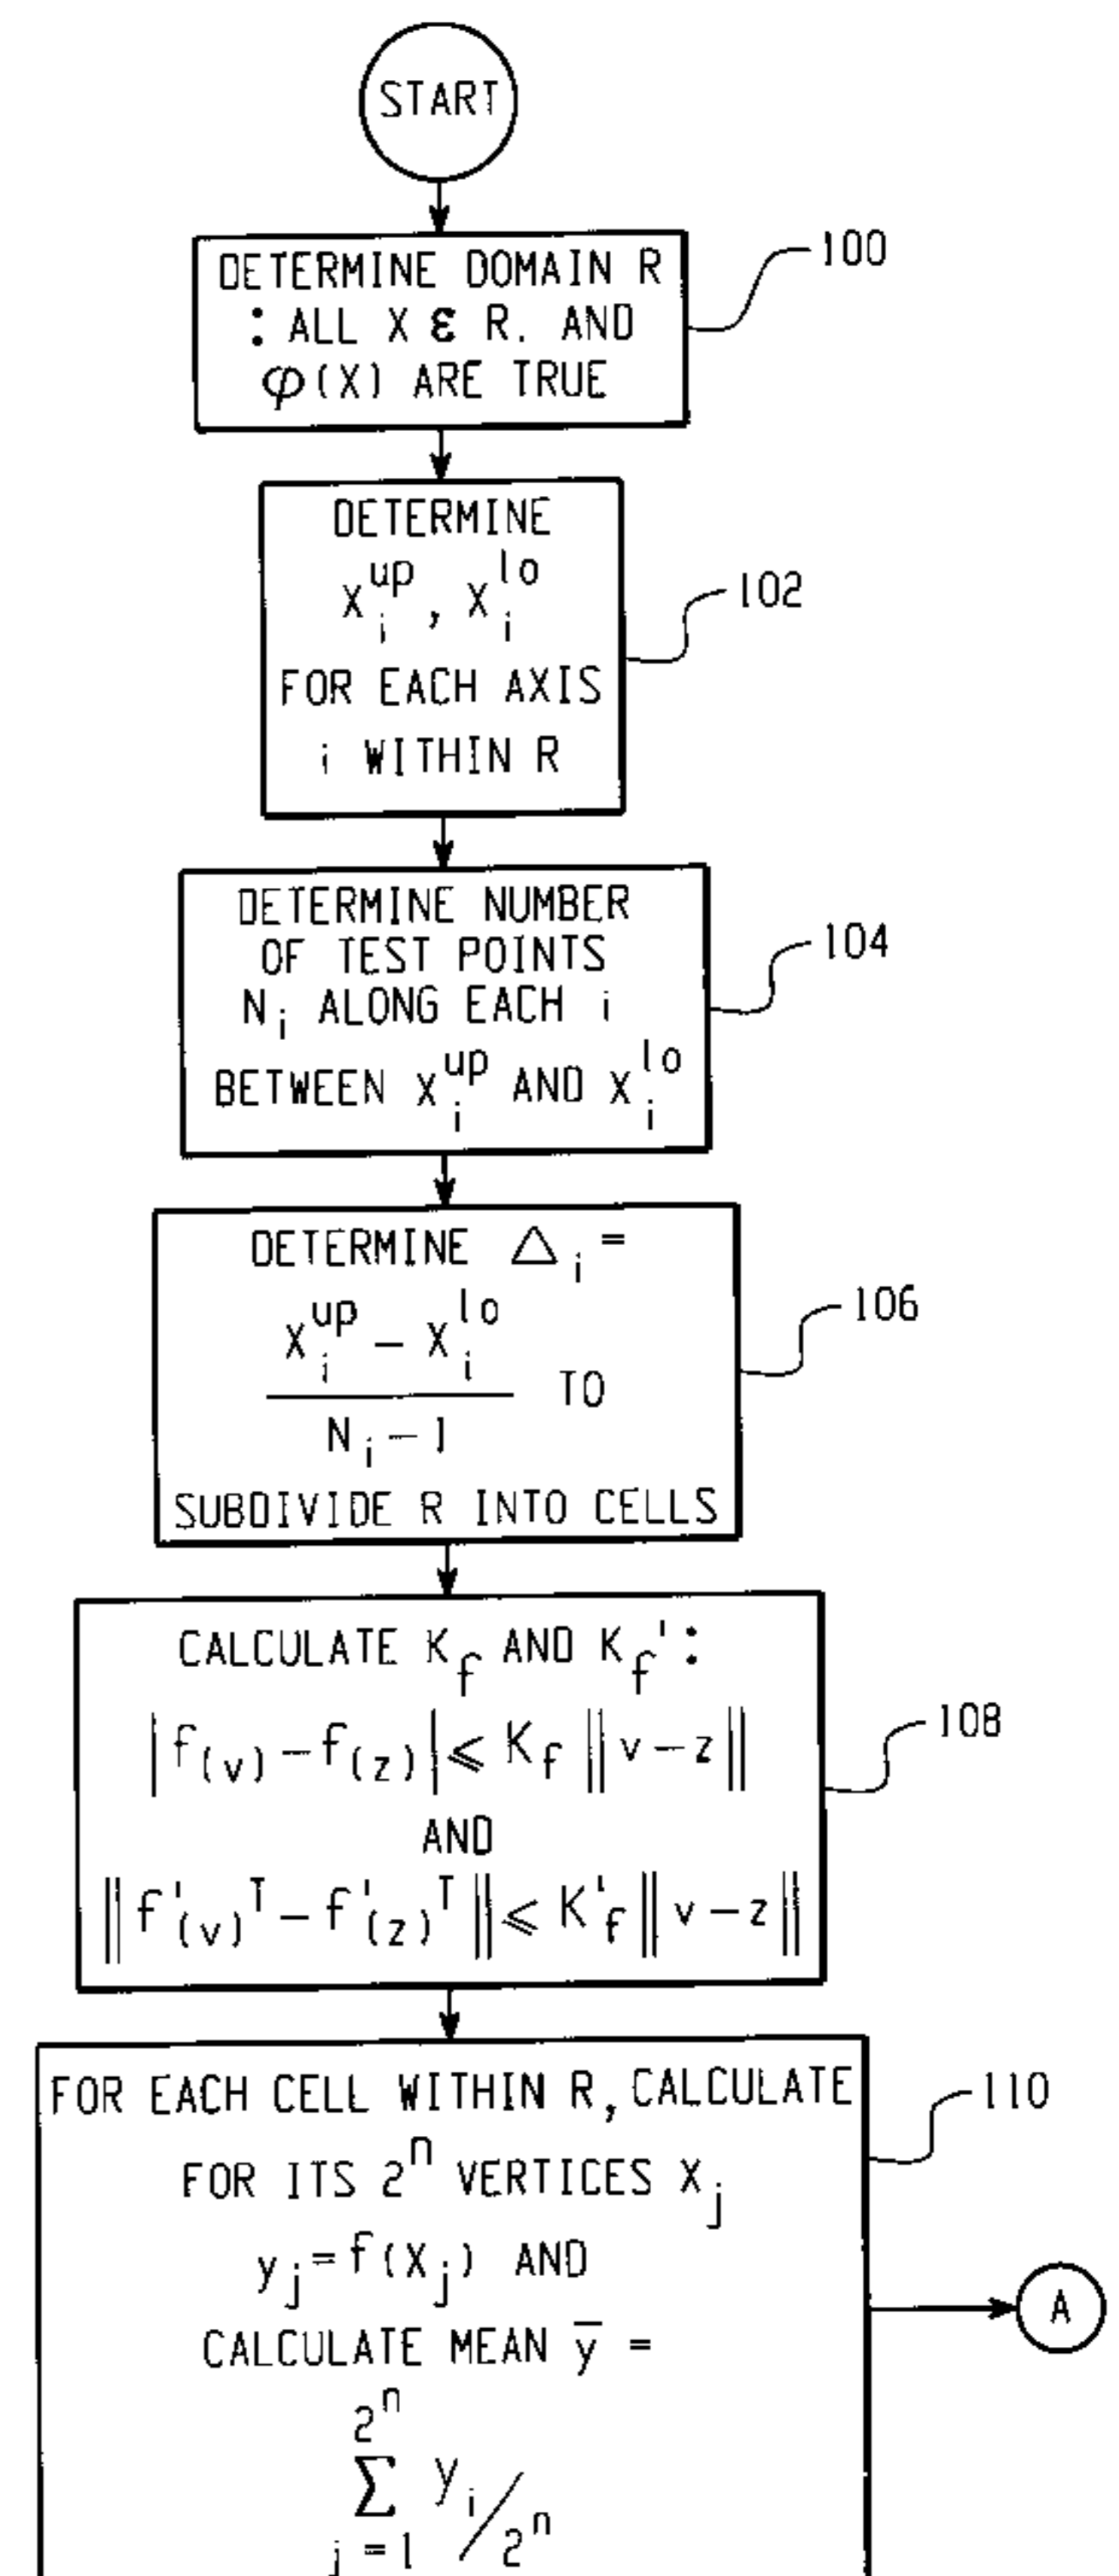 START
DETERMINE DOMAIN R
: ALL X ε R. AND
φ(X) ARE TRUE
100
DETERMINE
X_i^up, X_i^lo
FOR EACH AXIS
i WITHIN R
102
DETERMINE NUMBER
OF TEST POINTS
N_i ALONG EACH i
BETWEEN X_i^up AND X_i^lo
104
DETERMINE △_i =
X_i^up − X_i^lo
TO
N_i − 1
SUBDIVIDE R INTO CELLS
106
CALCULATE K_f AND K_f':
|f(v) − f(z)| ⩽ K_f ‖v − z‖
AND
‖f'(v)^T − f'(z)^T‖ ⩽ K'_f ‖v − z‖
108
FOR EACH CELL WITHIN R, CALCULATE
FOR ITS 2^n VERTICES X_j
y_j = f(X_j) AND
CALCULATE MEAN ȳ =
2^n
∑ y_i/2^n
j = 1
110
A